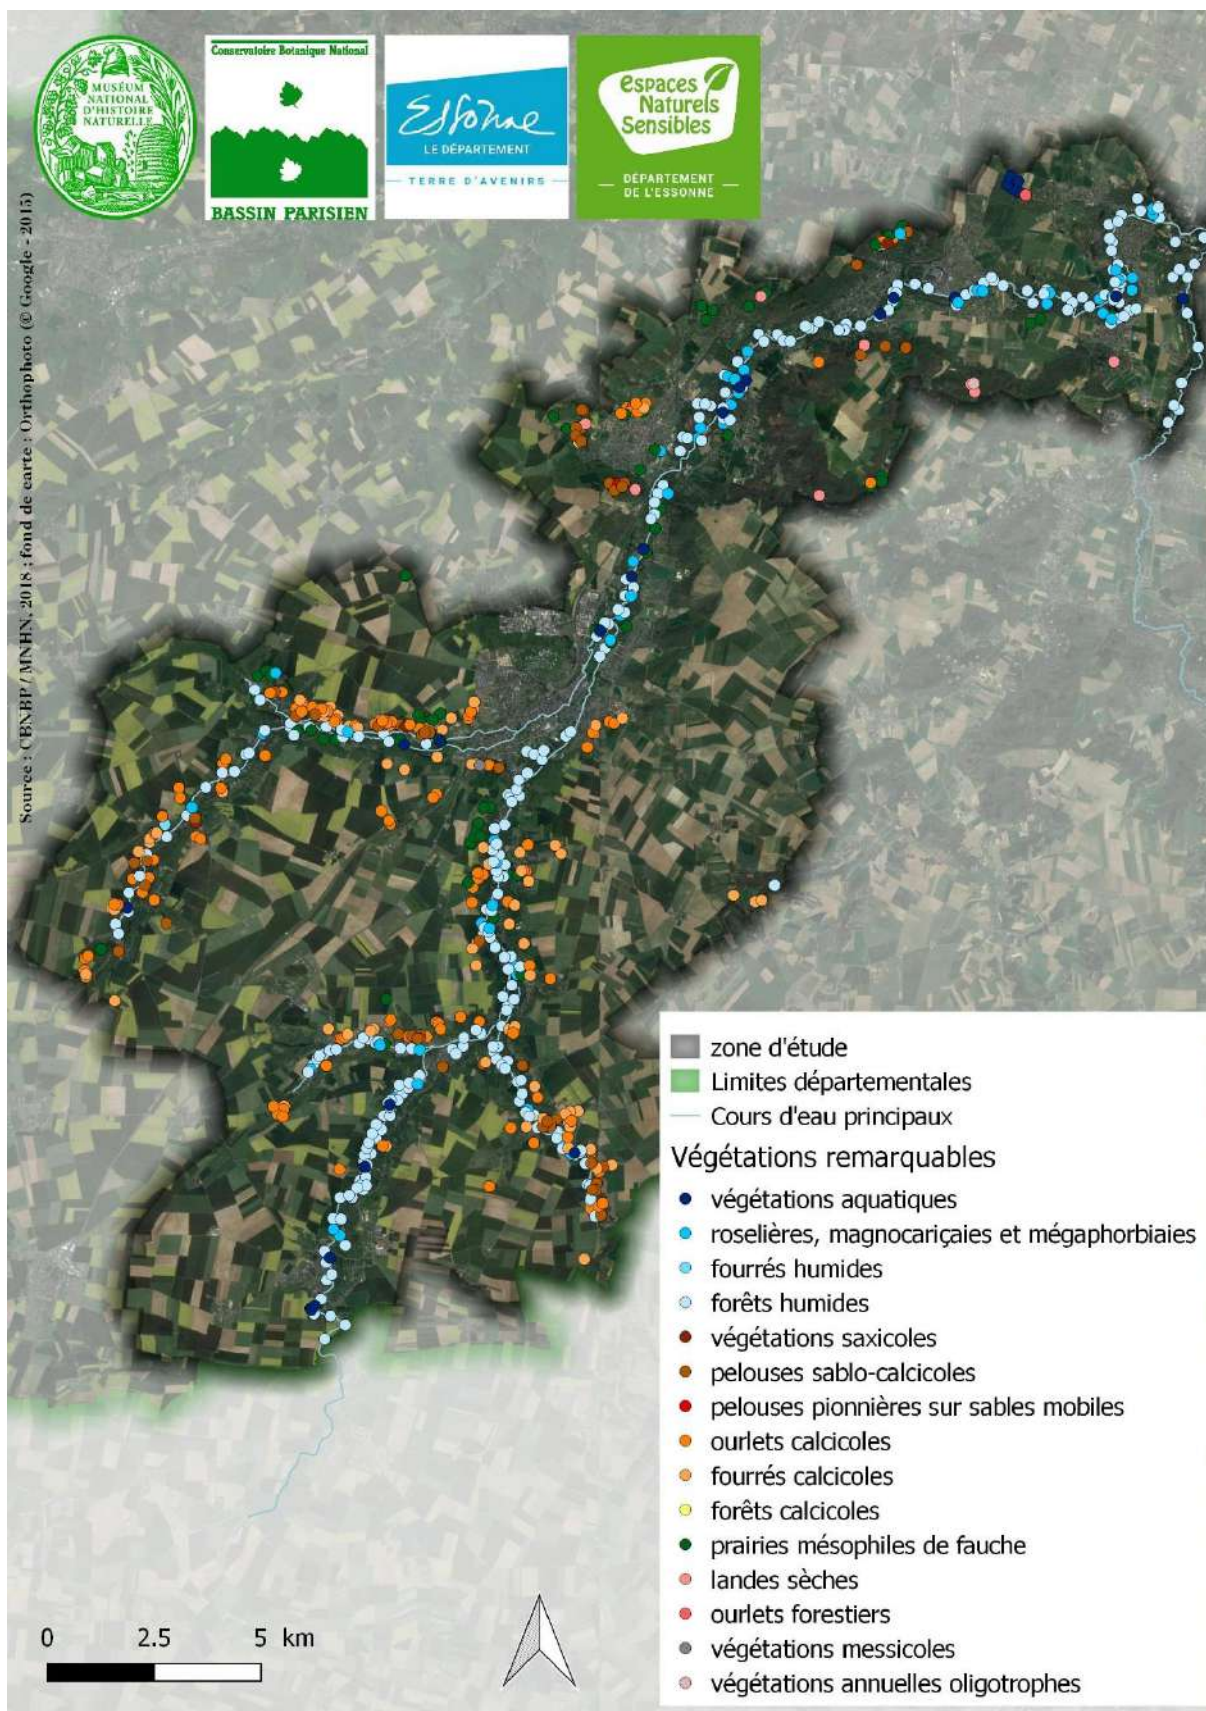 MUSÉUM
NATIONAL
D'HISTOIRE
NATURELLE
Conservatoire Botanique National
BASSIN PARISIEN
Essonne
LE DÉPARTEMENT
TERRE D'AVENIRS
espaces
Naturels
Sensibles
DÉPARTEMENT
DE L'ESSONNE
Source : CBNBP / MNHN, 2018 ; fond de carte : Orthophoto (© Google - 2015)
zone d'étude
Limites départementales
Cours d'eau principaux
Végétations remarquables
végétations aquatiques
roselières, magnocariçaies et mégaphorbiaies
fourrés humides
forêts humides
végétations saxicoles
pelouses sablo-calcicoles
pelouses pionnières sur sables mobiles
ourlets calcicoles
fourrés calcicoles
forêts calcicoles
prairies mésophiles de fauche
landes sèches
ourlets forestiers
végétations messicoles
végétations annuelles oligotrophes
0 2.5 5 km